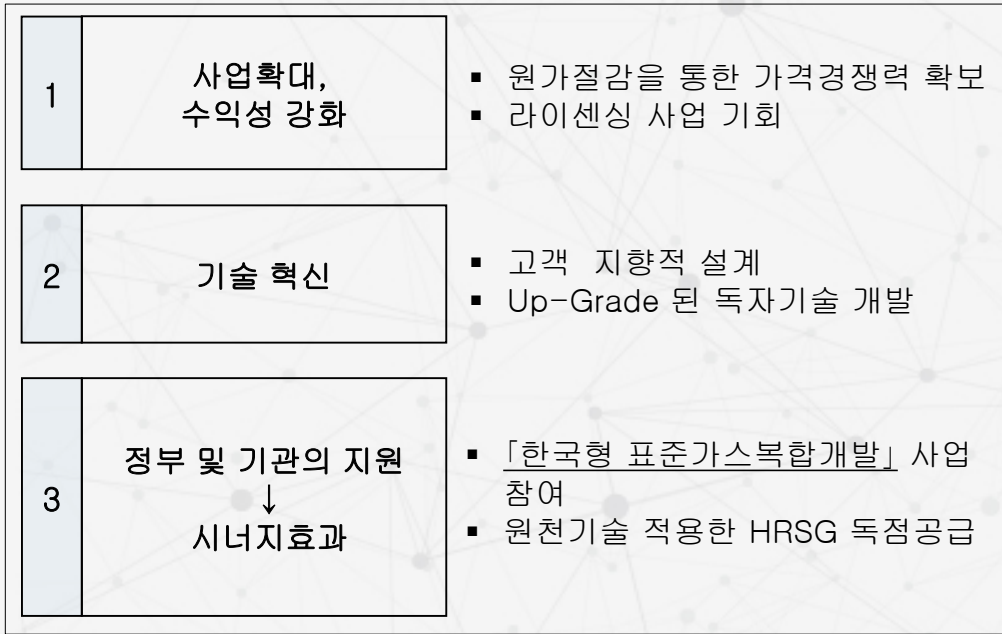 1
사업확대,
수익성 강화
▪ 원가절감을 통한 가격경쟁력 확보
▪ 라이센싱 사업 기회
2
기술 혁신
▪ 고객 지향적 설계
▪ Up-Grade 된 독자기술 개발
3
정부 및 기관의 지원
↓
시너지효과
▪ 「한국형 표준가스복합개발」 사업
참여
▪ 원천기술 적용한 HRSG 독점공급